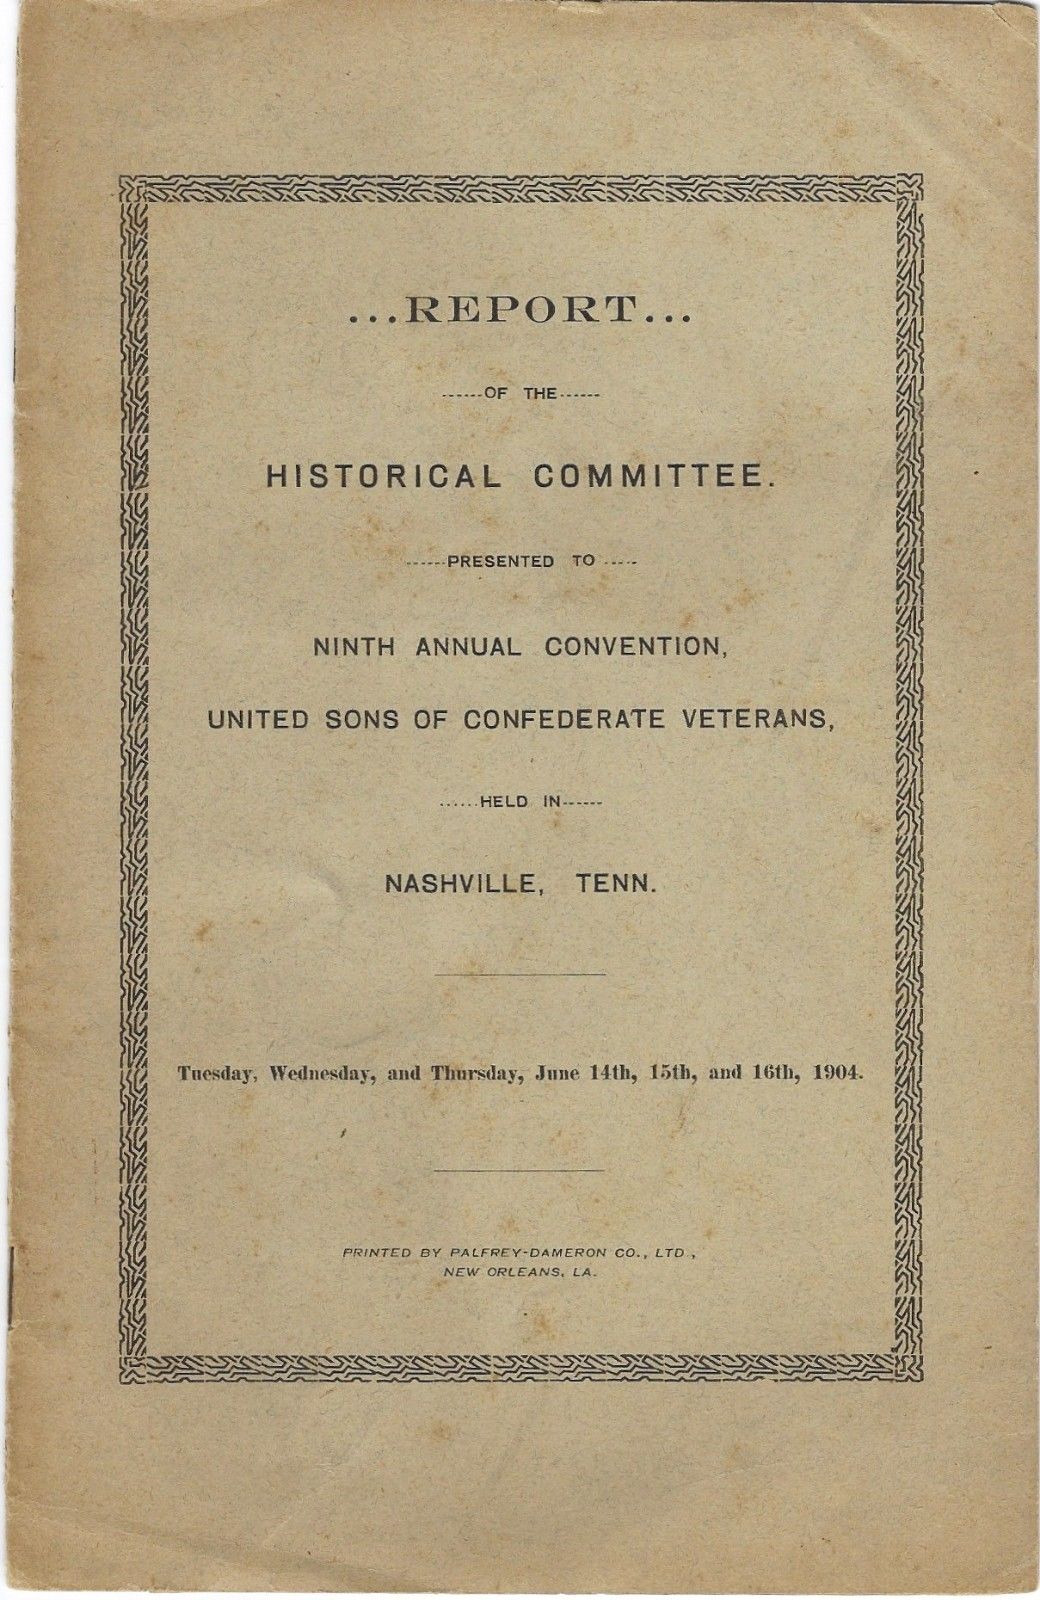 ...REPORT...
------OF THE------
HISTORICAL COMMITTEE.
------PRESENTED TO -----
NINTH ANNUAL CONVENTION,
UNITED SONS OF CONFEDERATE VETERANS,
......HELD IN------
NASHVILLE, TENN.
Tuesday, Wednesday, and Thursday, June 14th, 15th, and 16th, 1904.
PRINTED BY PALFREY-DAMERON CO., LTD.,
NEW ORLEANS, LA.